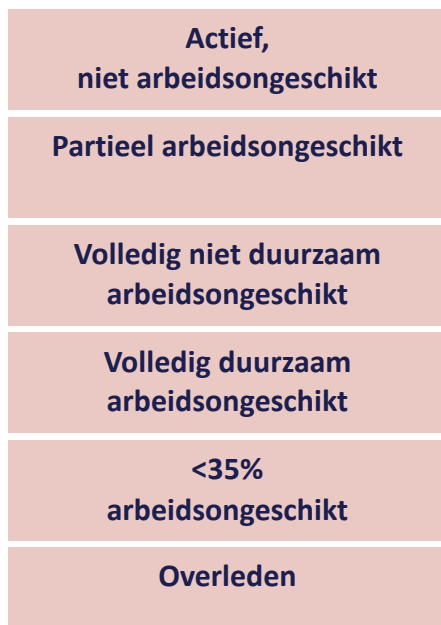 Actief,
niet arbeidsongeschikt
Partieel arbeidsongeschikt
Volledig niet duurzaam
arbeidsongeschikt
Volledig duurzaam
arbeidsongeschikt
<35%
arbeidsongeschikt
Overleden